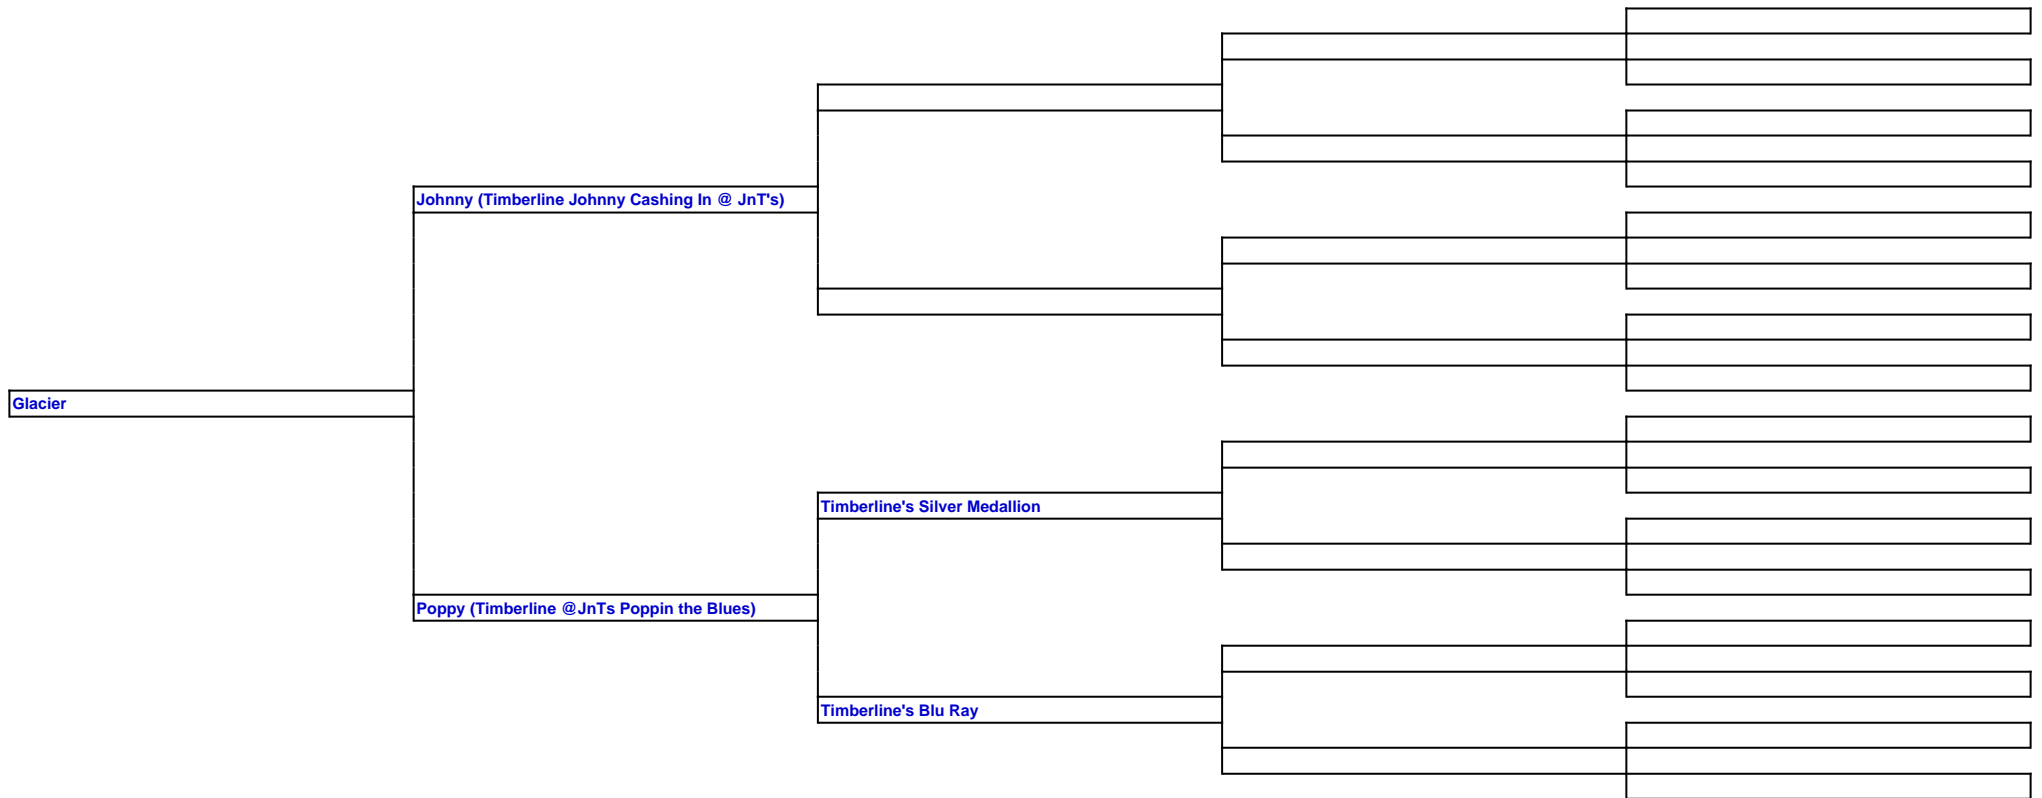 Johnny (Timberline Johnny Cashing In @ JnT's)
Glacier
Timberline's Silver Medallion
Poppy (Timberline @JnTs Poppin the Blues)
Timberline's Blu Ray